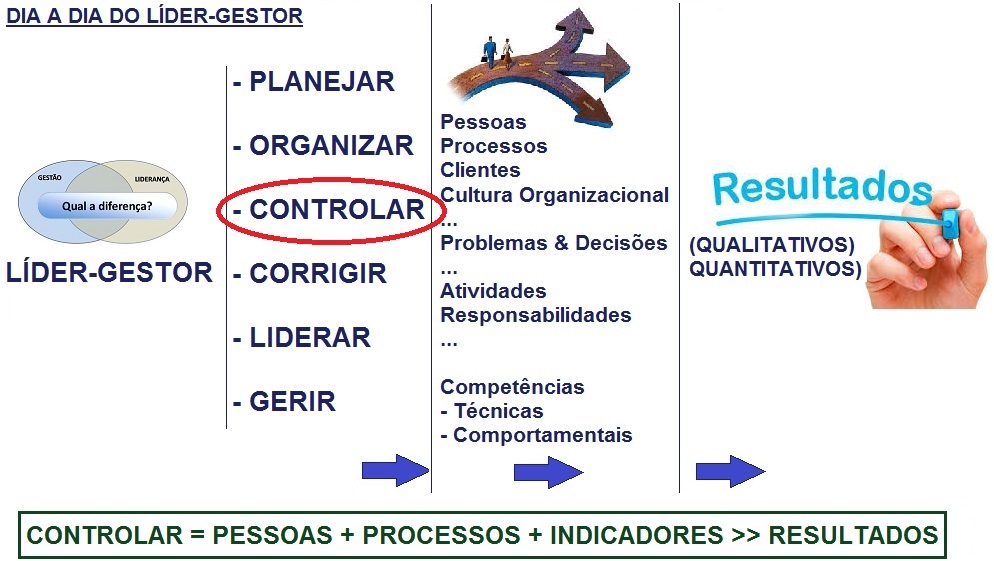 DIA A DIA DO LÍDER-GESTOR
GESTÃO
LIDERANÇA
Qual a diferença?
LÍDER-GESTOR
- PLANEJAR
- ORGANIZAR
- CONTROLAR
- CORRIGIR
- LIDERAR
- GERIR
Pessoas
Processos
Clientes
Cultura Organizacional
...
Problemas & Decisões
...
Atividades
Responsabilidades
...
Competências
- Técnicas
- Comportamentais
Resultados
(QUALITATIVOS)
QUANTITATIVOS)
CONTROLAR = PESSOAS + PROCESSOS + INDICADORES >> RESULTADOS